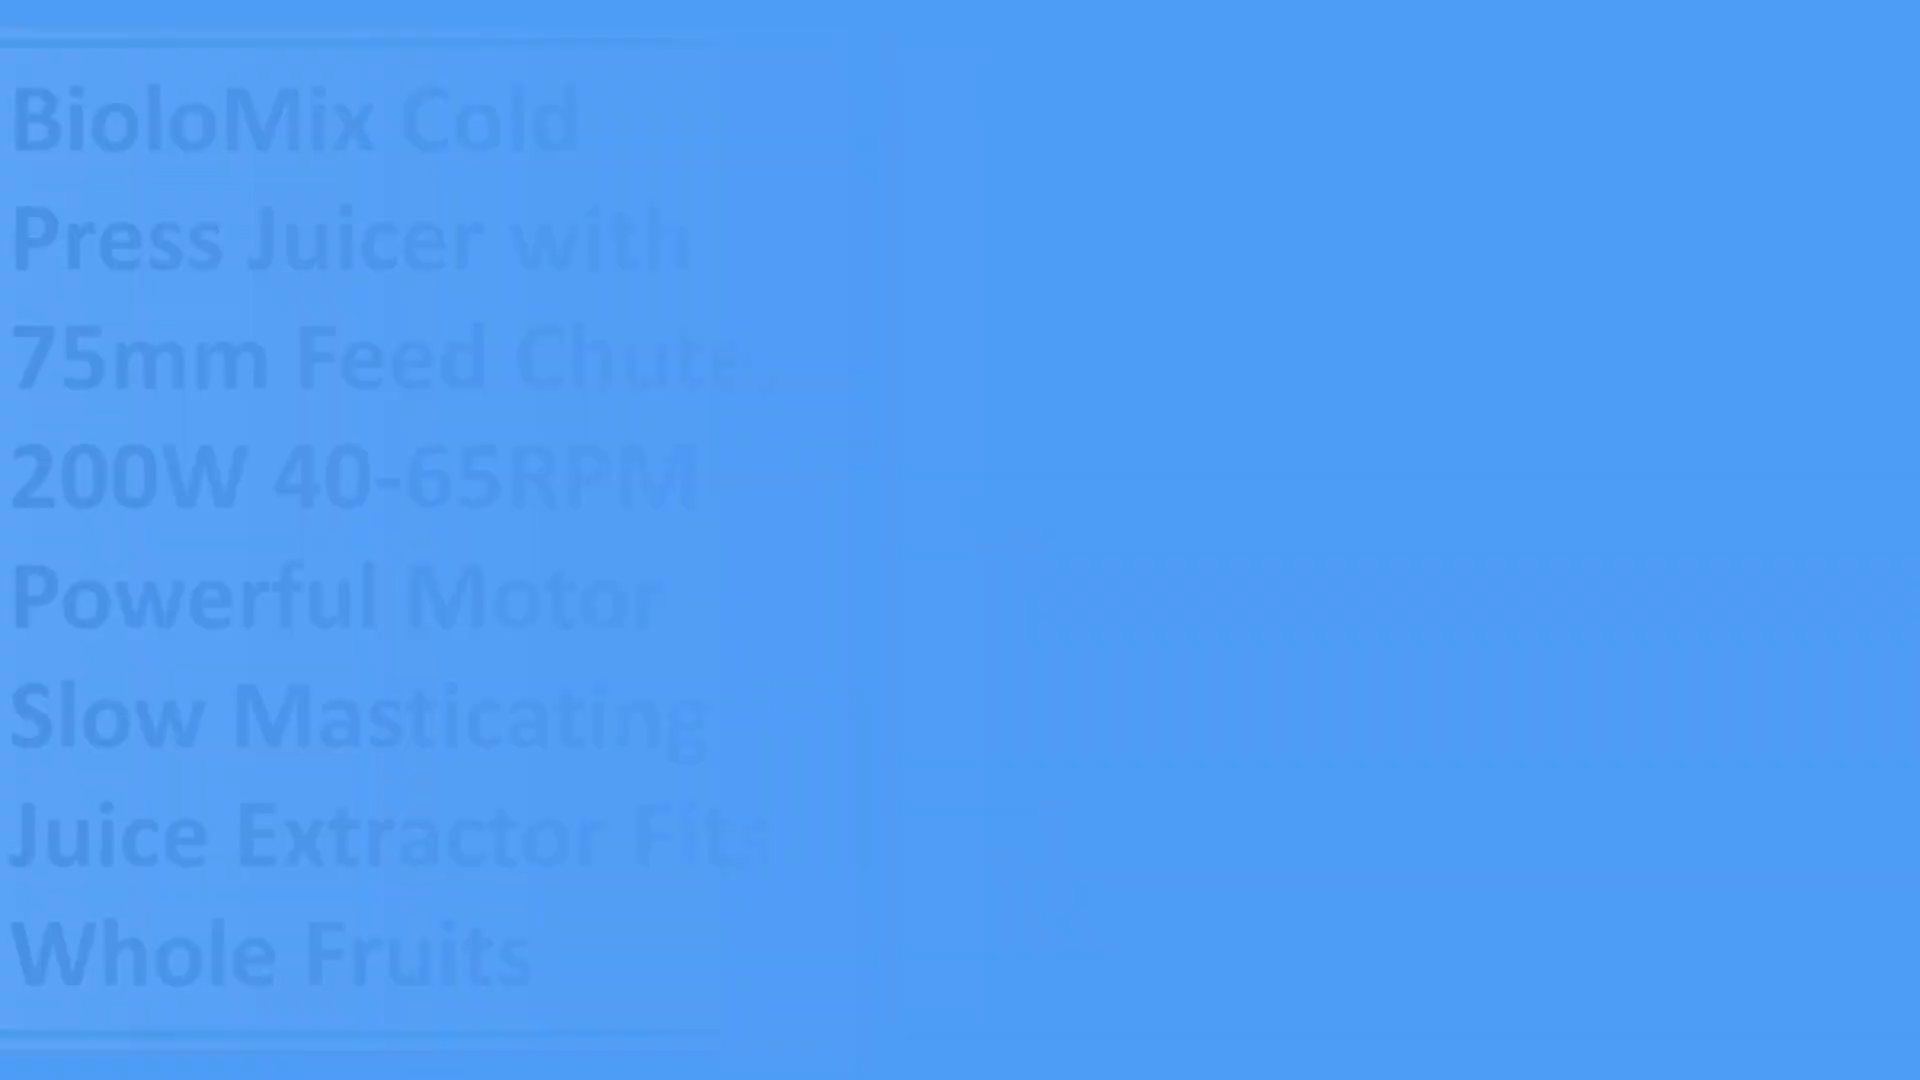 BioloMix Cold
Press Juicer with
75mm Feed Chute,
200W 40-65RPM
Powerful Motor
Slow Masticating
Juice Extractor Fits
Whole Fruits